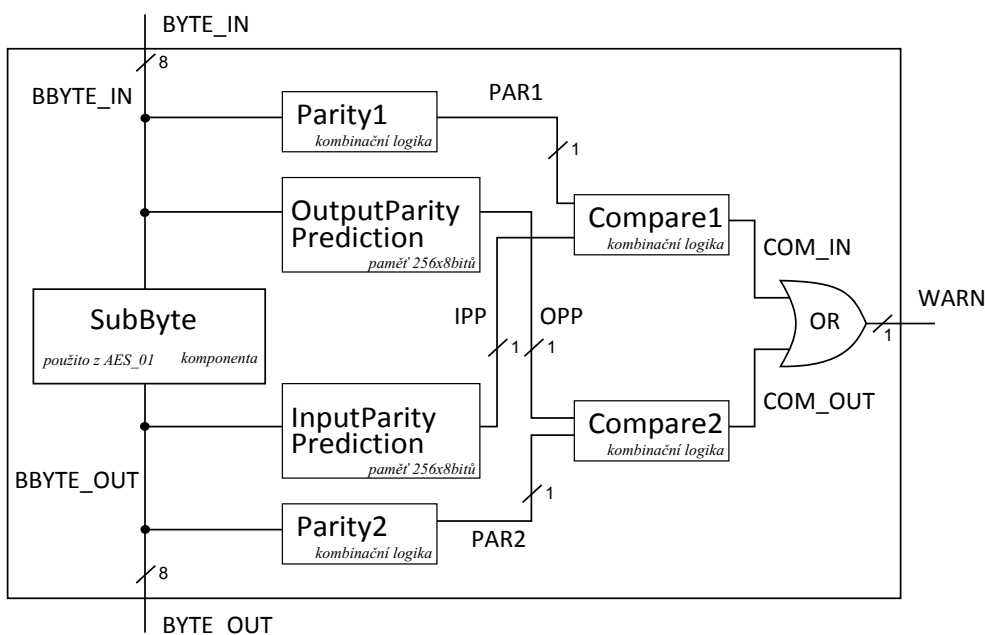 BYTE_IN
8
BBYTE_IN
Parity1
kombinační logika
PAR1
1
OutputParity
Prediction
paměť 256x8bitů
Compare1
kombinační logika
COM_IN
SubByte
použito z AES_01 komponenta
IPP
1
OPP
1
OR
WARN
1
InputParity
Prediction
paměť 256x8bitů
Compare2
kombinační logika
COM_OUT
BBYTE_OUT
Parity2
kombinační logika
PAR2
1
8
BYTE_OUT